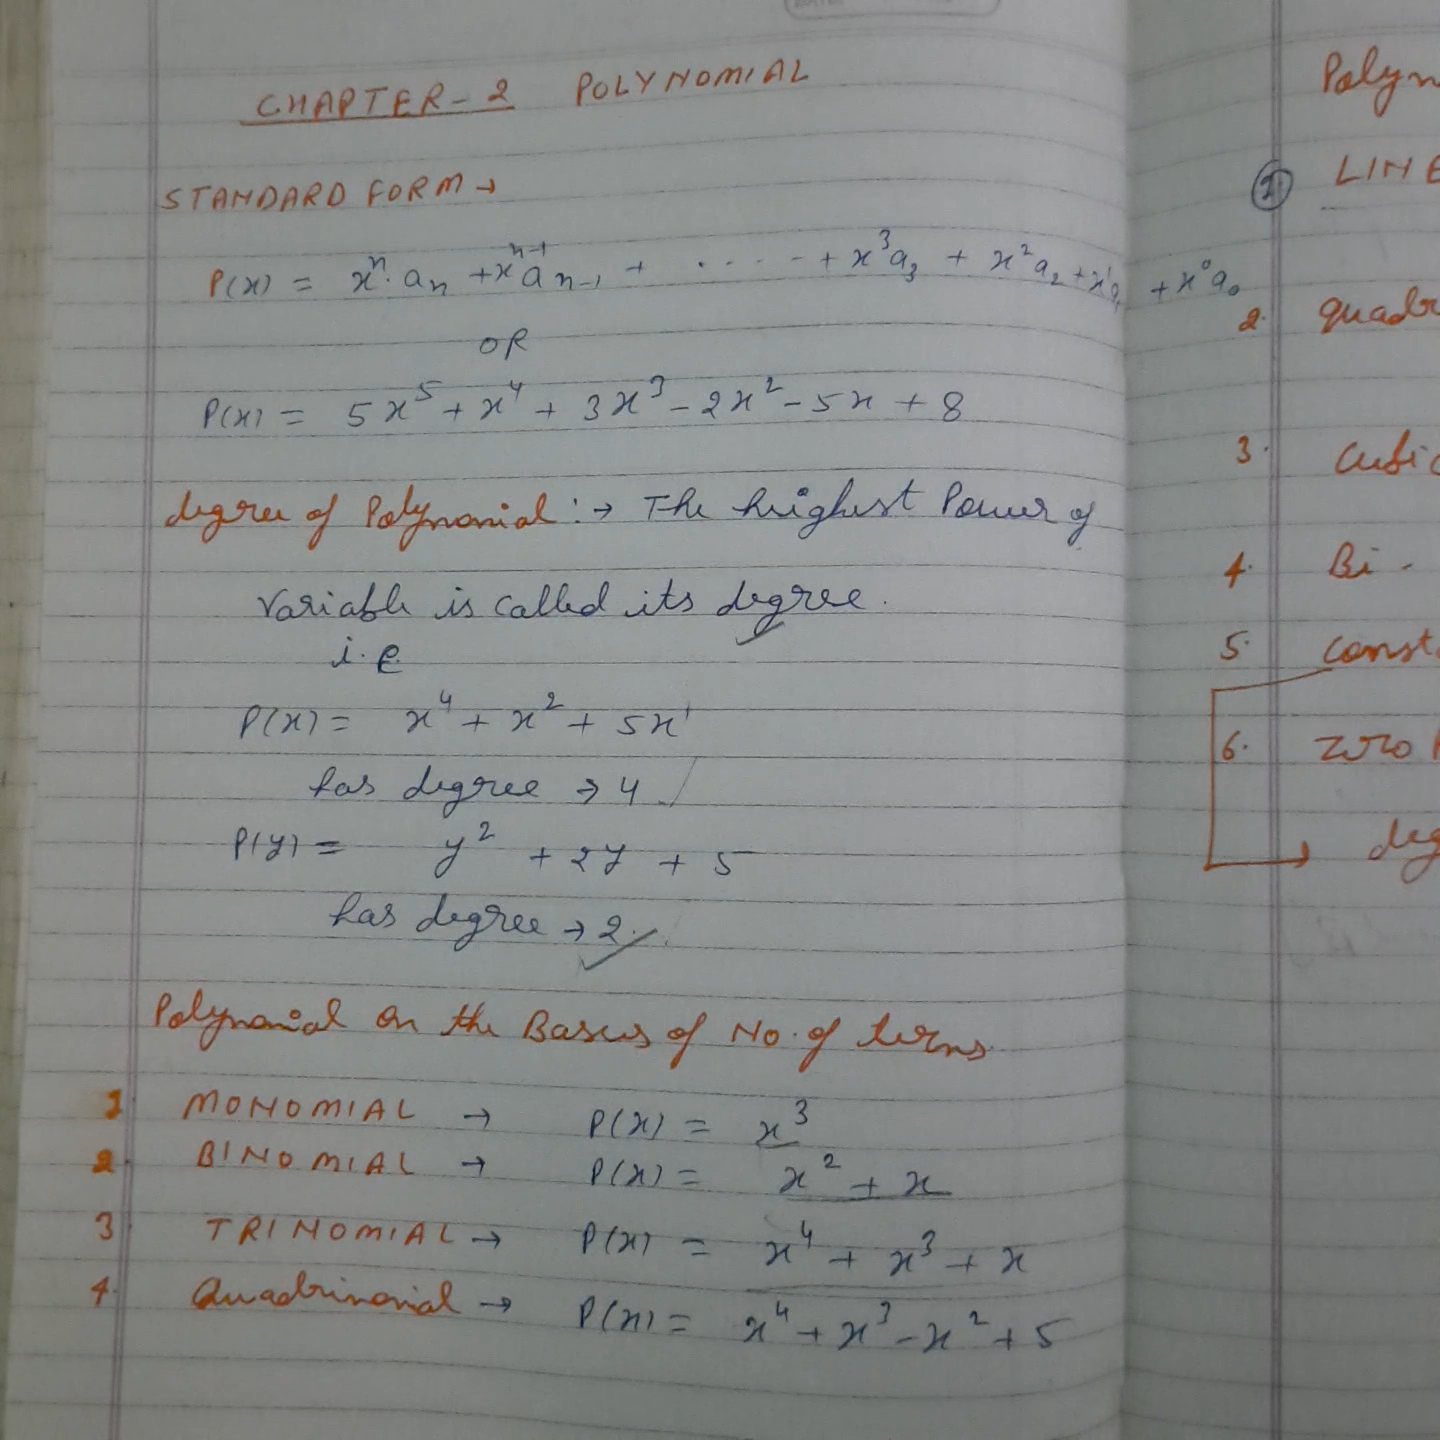 CHAPTER-2 POLYNOMIAL
STANDARD FORM →
P(x) = xⁿ.aₙ + xⁿ⁻¹aₙ₋₁ + ..... + x³a₃ + x²a₂ + x¹a₁ + x⁰a₀
OR
P(x) = 5x⁵ + x⁴ + 3x³ - 2x² - 5x + 8
degree of Polynomial :→ The highest Power of
variable is called its degree.
i.e
P(x) = x⁴ + x² + 5x¹
has degree → 4
P(y) = y² + 2y + 5
has degree → 2.
Polynomial on the Bases of No. of terms
1 MONOMIAL → P(x) = x³
2. BINOMIAL → P(x) = x² + x
3 TRINOMIAL → P(x) = x⁴ + x³ + x
4. Quadrinomial → P(x) = x⁴ + x³ - x² + 5
Polyn
1 LINE
2. quadr
3. cubic
4. Bi-
5. const
6. zero P
→ deg